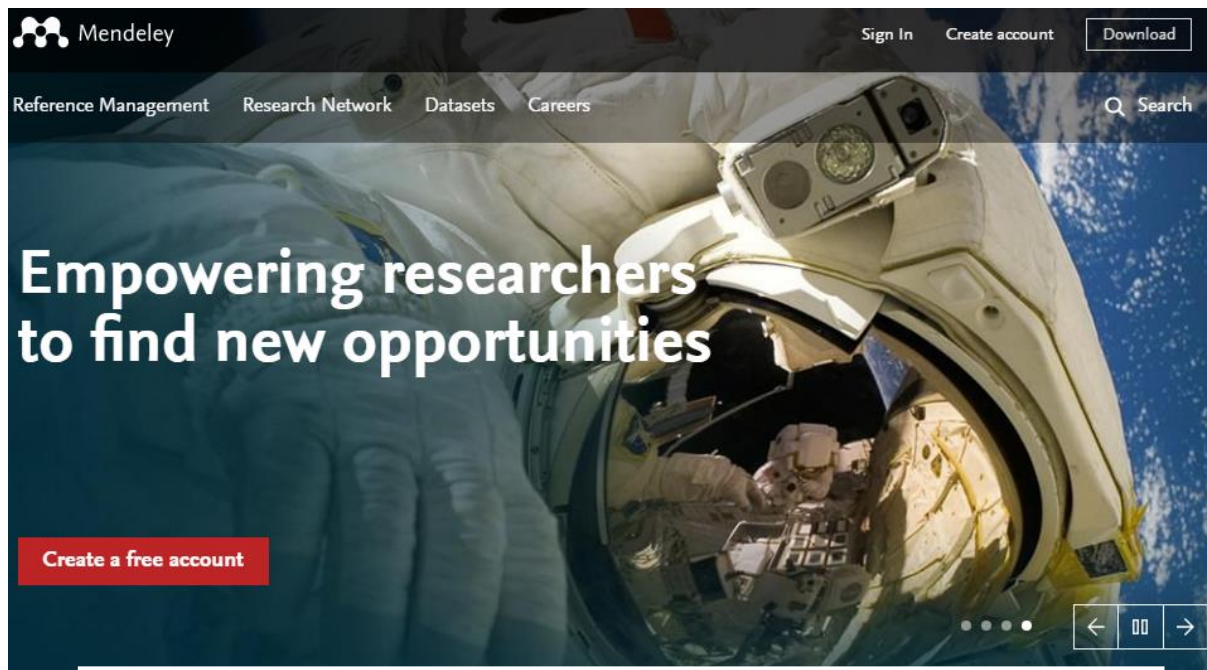 Mendeley
Sign In Create account Download
Reference Management Research Network Datasets Careers
Search
Empowering researchers
to find new opportunities
Create a free account